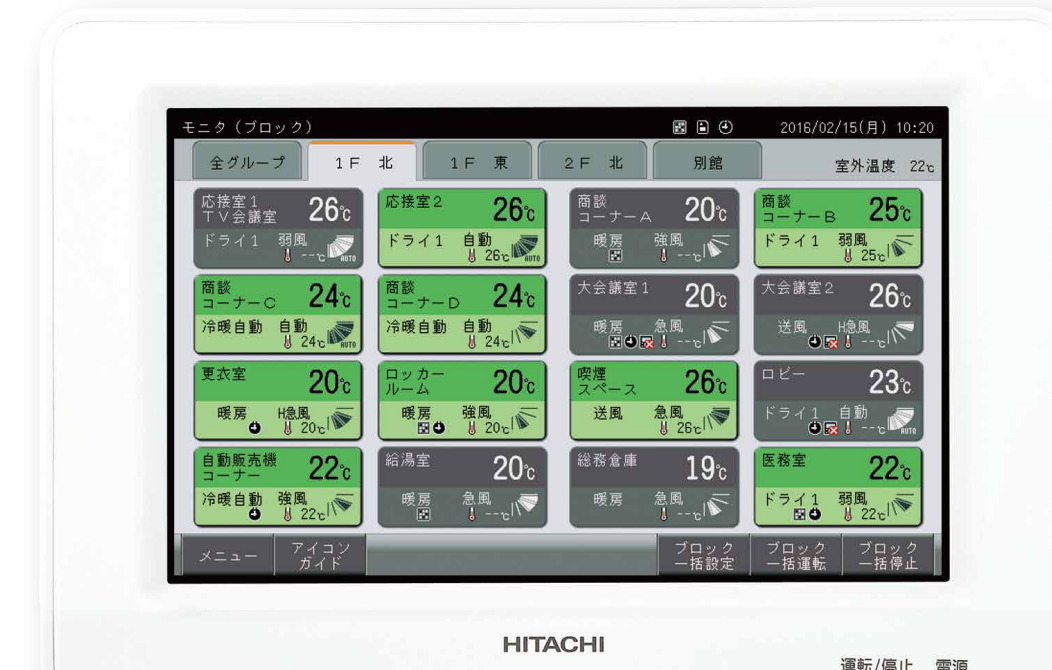 モニタ（ブロック）
2016/02/15(月) 10:20
全グループ
1F 北
1F 東
2F 北
別館
室外温度 22℃
応接室1
TV会議室
26℃
ドライ1 弱風
--℃
AUTO
応接室2
26℃
ドライ1 自動
26℃
AUTO
商談
コーナーA
20℃
暖房 強風
--℃
商談
コーナーB
25℃
ドライ1 弱風
25℃
商談
コーナーC
24℃
冷暖自動 自動
24℃
AUTO
商談
コーナーD
24℃
冷暖自動 自動
24℃
大会議室1
20℃
暖房 急風
--℃
大会議室2
26℃
送風 H急風
--℃
更衣室
20℃
暖房 H急風
20℃
ロッカー
ルーム
20℃
暖房 強風
20℃
喫煙
スペース
26℃
送風 急風
26℃
ロビー
23℃
ドライ1 自動
--℃
AUTO
自動販売機
コーナー
22℃
冷暖自動 強風
22℃
給湯室
20℃
暖房 急風
--℃
総務倉庫
19℃
暖房 急風
--℃
医務室
22℃
ドライ1 弱風
22℃
メニュー
アイコン
ガイド
ブロック
一括設定
ブロック
一括運転
ブロック
一括停止
HITACHI
運転/停止 電源